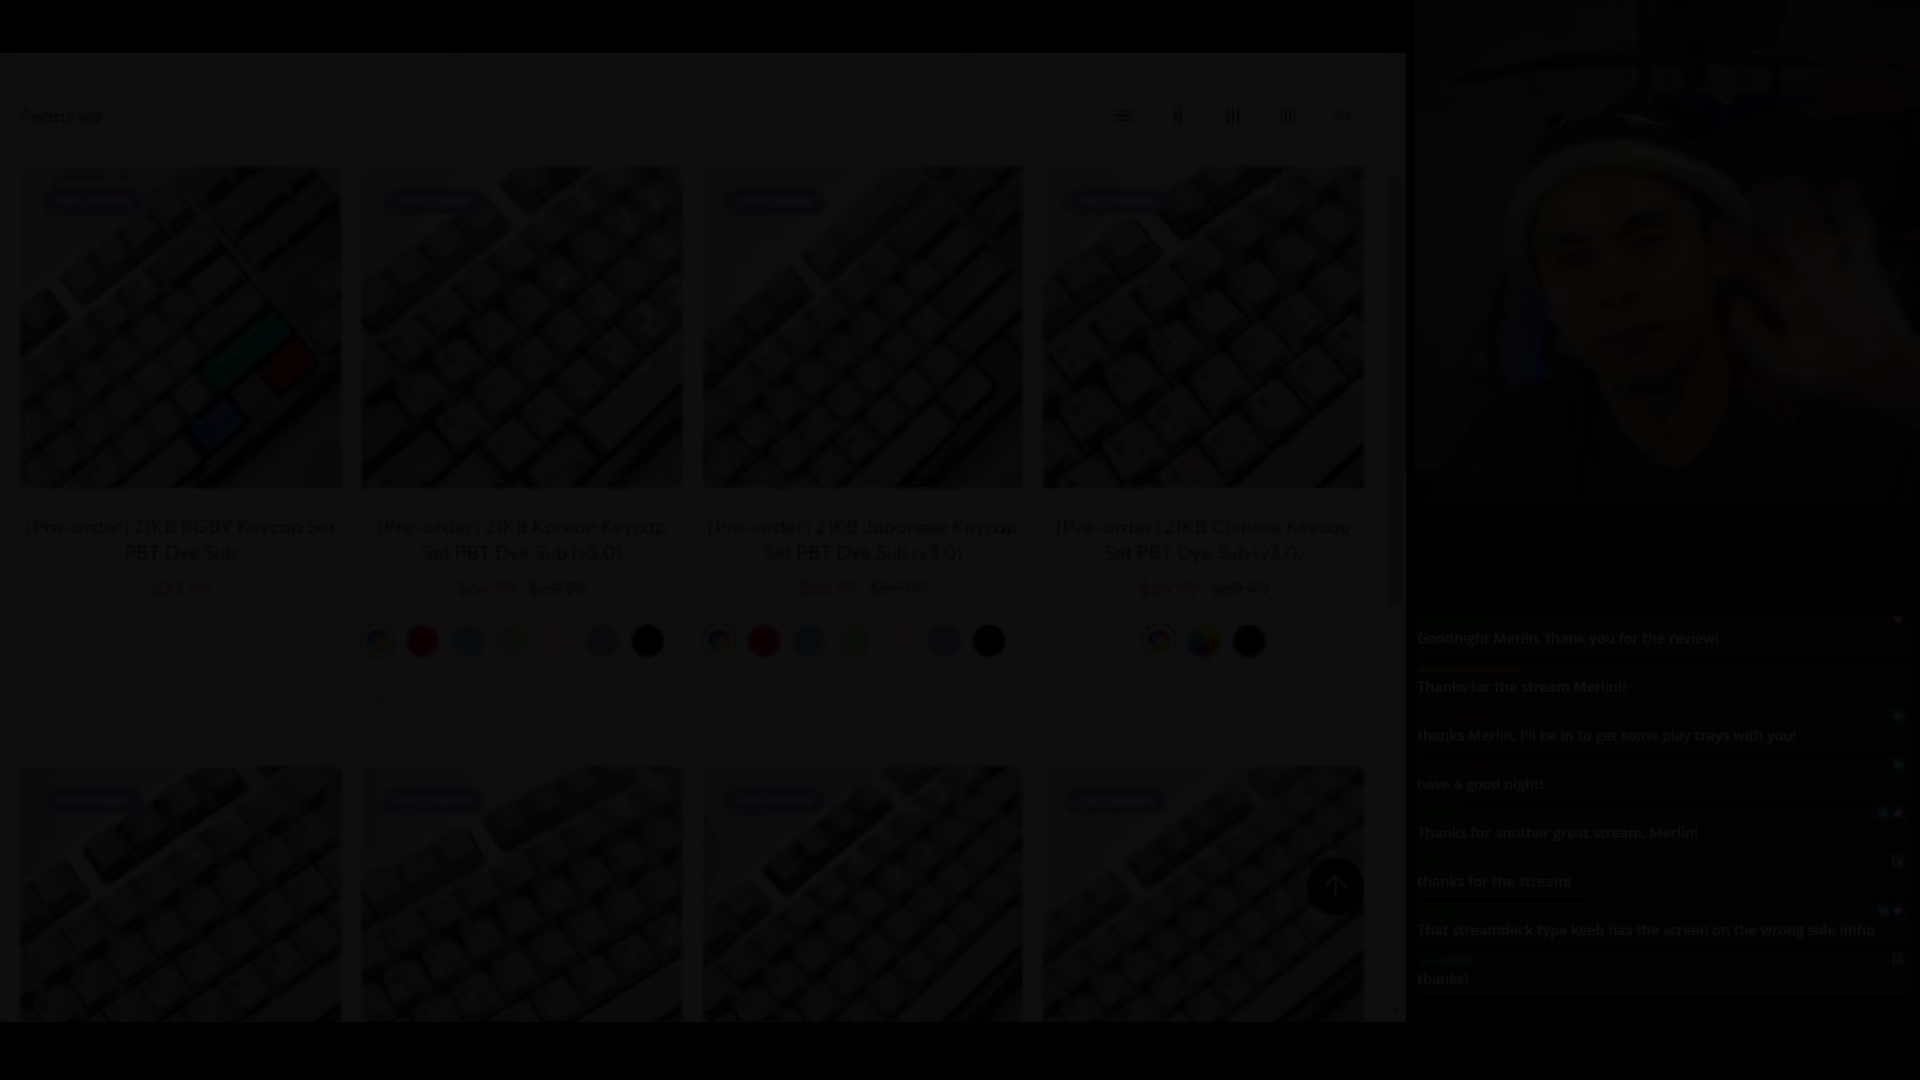 Featured
[Pre-order] 21KB RGBY Keycap Set
PBT Dye Sub
[Pre-order] 21KB Korean Keycap
Set PBT Dye Sub (v3.0)
[Pre-order] 21KB Japanese Keycap
Set PBT Dye Sub (v3.0)
[Pre-order] 21KB Chinese Keycap
Set PBT Dye Sub (v3.0)
Goodnight Merlin, thank you for the review!
Thanks for the stream Merlin!!
thanks Merlin, I'll be in to get some play trays with you!
have a good night!
Thanks for another great stream, Merlin!
thanks for the stream!
That streamdeck type keeb has the screen on the wrong side imho
thanks!